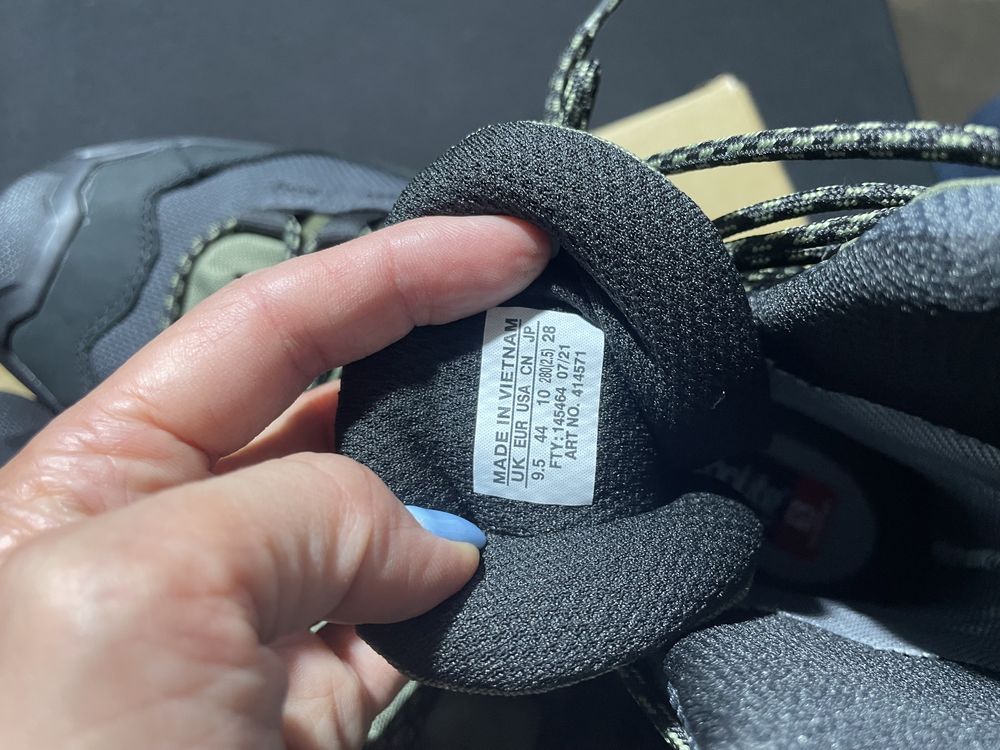 MADE IN VIETNAM
UK EUR USA CN JP
9.5 44 10 280(2.5) 28
FTY:145464 07/21
ART NO. 414571